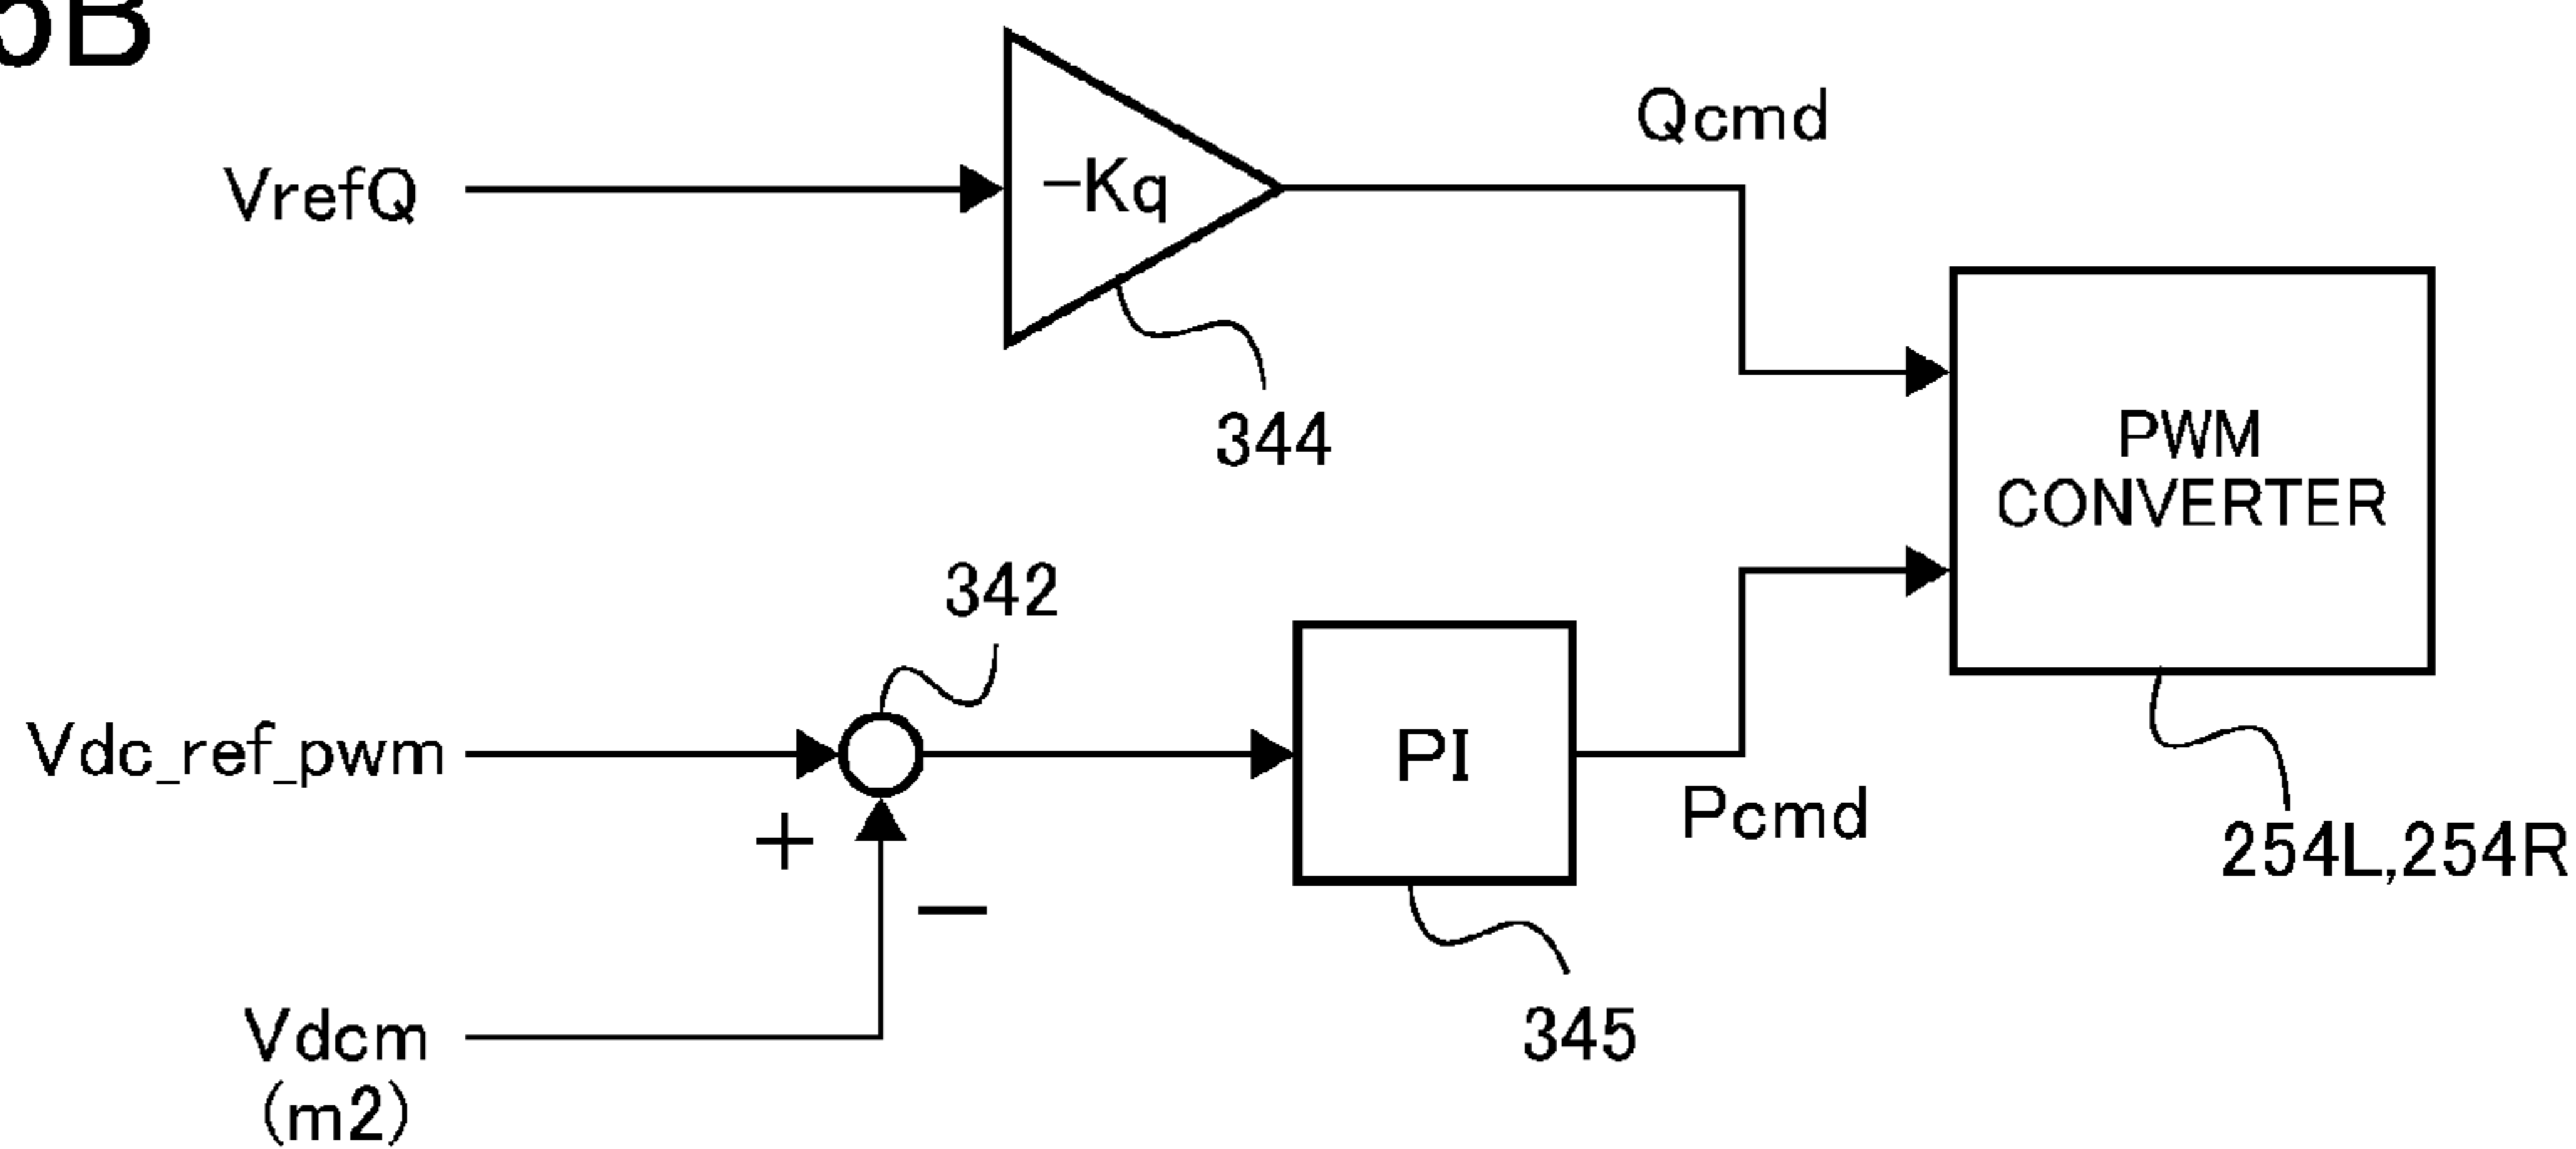 5B
Qcmd
VrefQ
−Kq
344
PWM
CONVERTER
342
Vdc_ref_pwm
PI
Pcmd
+
254L,254R
−
Vdcm
(m2)
345